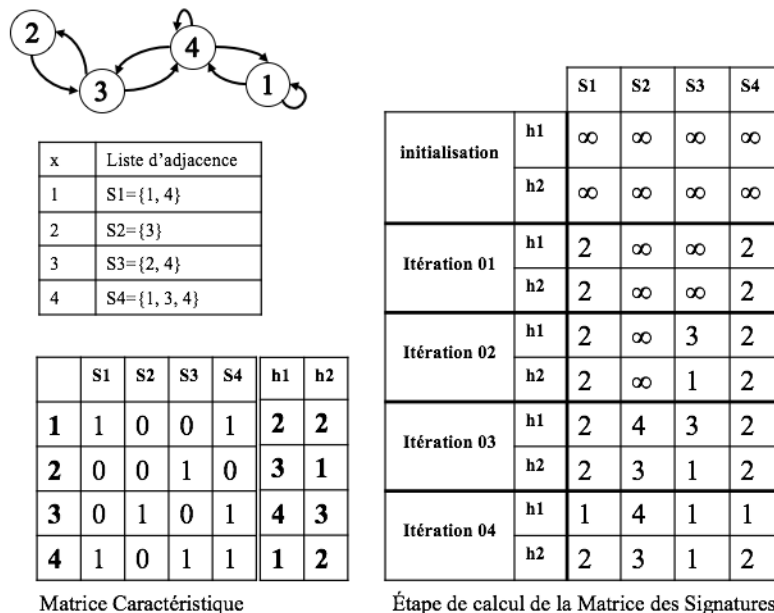 2
3
4
1
x Liste d'adjacence
1 S1={1, 4}
2 S2={3}
3 S3={2, 4}
4 S4={1, 3, 4}
S1 S2 S3 S4 h1 h2
1 1 0 0 1 2 2
2 0 0 1 0 3 1
3 0 1 0 1 4 3
4 1 0 1 1 1 2
Matrice Caractéristique
S1 S2 S3 S4
initialisation h1 ∞ ∞ ∞ ∞
h2 ∞ ∞ ∞ ∞
Itération 01 h1 2 ∞ ∞ 2
h2 2 ∞ ∞ 2
Itération 02 h1 2 ∞ 3 2
h2 2 ∞ 1 2
Itération 03 h1 2 4 3 2
h2 2 3 1 2
Itération 04 h1 1 4 1 1
h2 2 3 1 2
Étape de calcul de la Matrice des Signatures